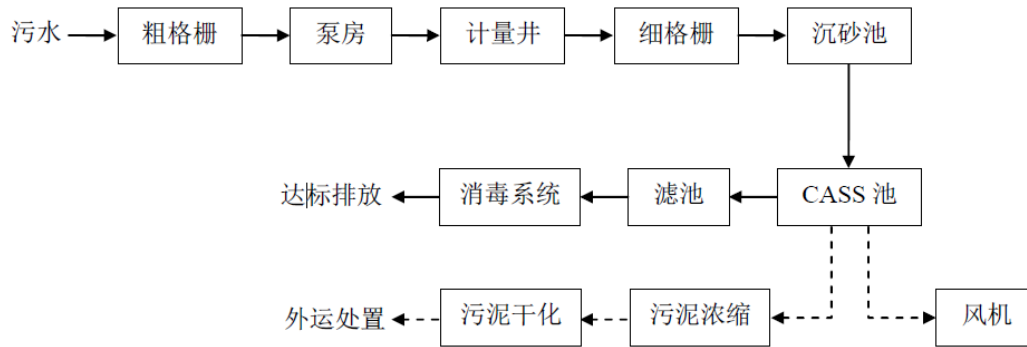 污水
粗格栅
泵房
计量井
细格栅
沉砂池
达标排放
消毒系统
滤池
CASS 池
外运处置
污泥干化
污泥浓缩
风机